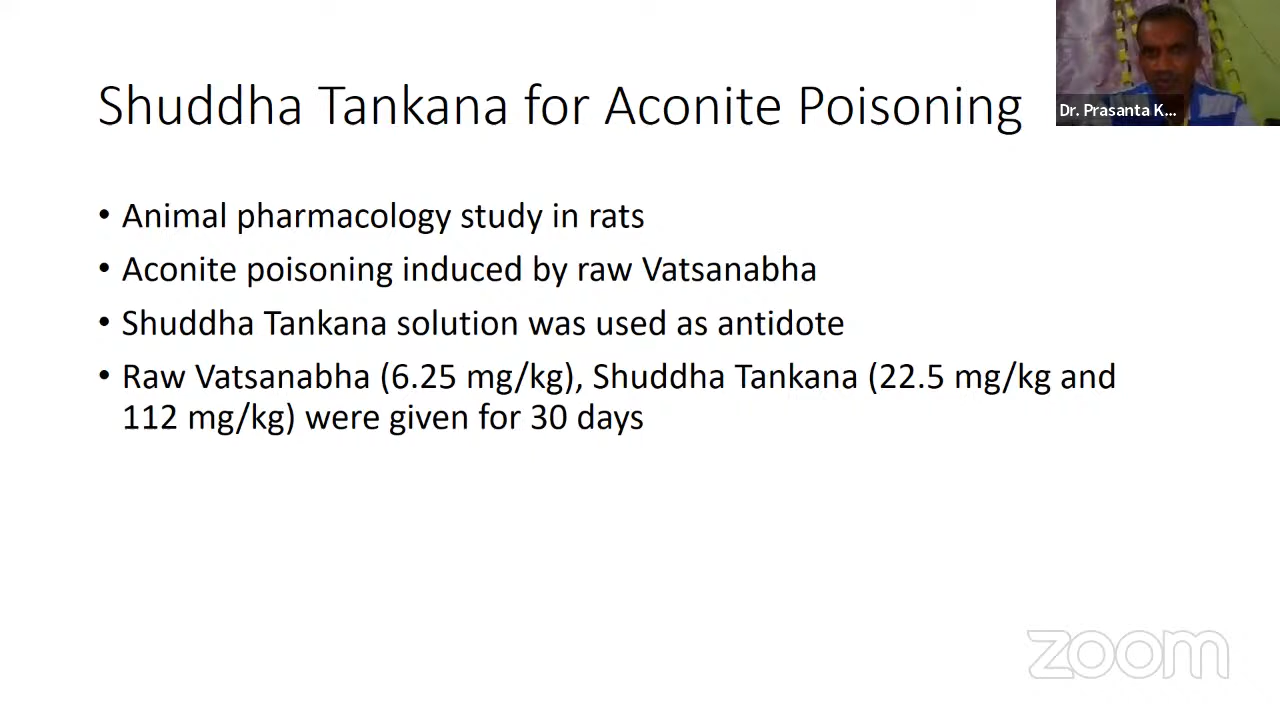 Shuddha Tankana for Aconite Poisoning
Dr. Prasanta K...
• Animal pharmacology study in rats
• Aconite poisoning induced by raw Vatsanabha
• Shuddha Tankana solution was used as antidote
• Raw Vatsanabha (6.25 mg/kg), Shuddha Tankana (22.5 mg/kg and
112 mg/kg) were given for 30 days
zoom